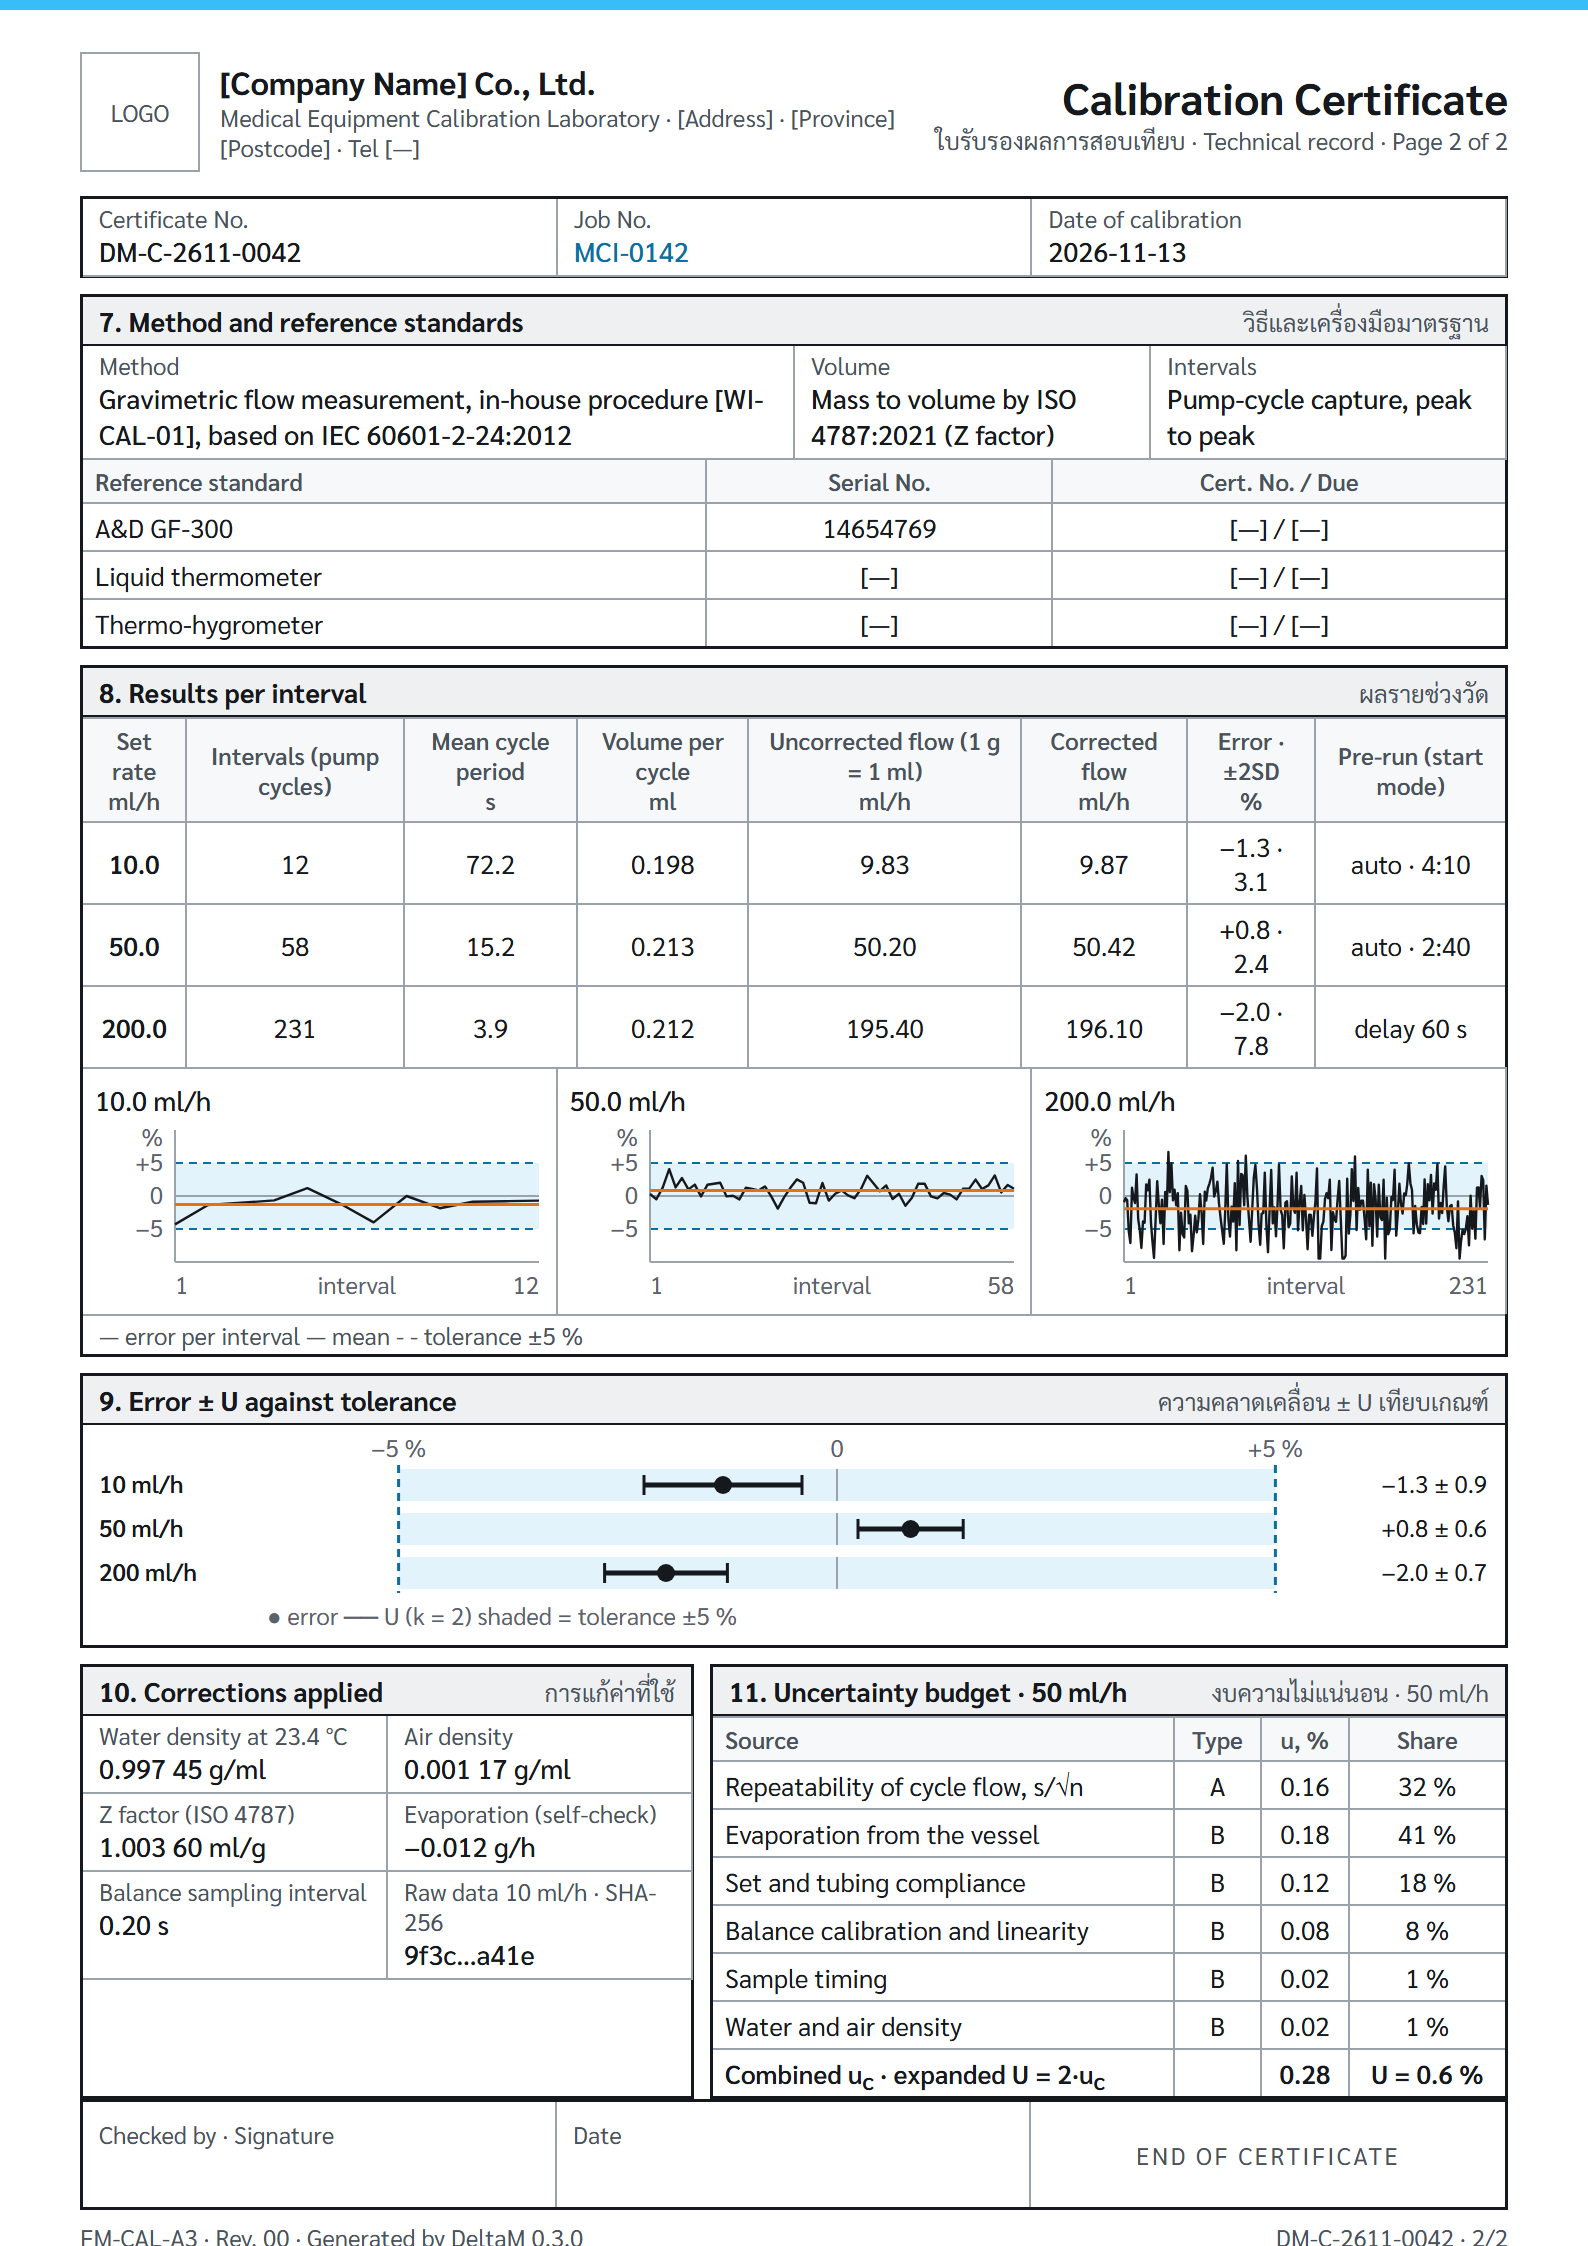 LOGO
[Company Name] Co., Ltd.
Medical Equipment Calibration Laboratory · [Address] · [Province]
[Postcode] · Tel [—]
Calibration Certificate
ใบรับรองผลการสอบเทียบ · Technical record · Page 2 of 2
Certificate No.
DM-C-2611-0042
Job No.
MCI-0142
Date of calibration
2026-11-13
7. Method and reference standards
วิธีและเครื่องมือมาตรฐาน
Method
Gravimetric flow measurement, in-house procedure [WI-
CAL-01], based on IEC 60601-2-24:2012
Volume
Mass to volume by ISO
4787:2021 (Z factor)
Intervals
Pump-cycle capture, peak
to peak
Reference standard Serial No. Cert. No. / Due
A&D GF-300 14654769 [—] / [—]
Liquid thermometer [—] [—] / [—]
Thermo-hygrometer [—] [—] / [—]
8. Results per interval
ผลรายช่วงวัด
Set
rate
ml/h
Intervals (pump
cycles)
Mean cycle
period
s
Volume per
cycle
ml
Uncorrected flow (1 g
= 1 ml)
ml/h
Corrected
flow
ml/h
Error ·
±2SD
%
Pre-run (start
mode)
10.0 12 72.2 0.198 9.83 9.87 −1.3 ·
3.1
auto · 4:10
50.0 58 15.2 0.213 50.20 50.42 +0.8 ·
2.4
auto · 2:40
200.0 231 3.9 0.212 195.40 196.10 −2.0 ·
7.8
delay 60 s
10.0 ml/h
%
+5
0
−5
1 interval 12
50.0 ml/h
%
+5
0
−5
1 interval 58
200.0 ml/h
%
+5
0
−5
1 interval 231
— error per interval — mean - - tolerance ±5 %
9. Error ± U against tolerance
ความคลาดเคลื่อน ± U เทียบเกณฑ์
−5 % 0 +5 %
10 ml/h −1.3 ± 0.9
50 ml/h +0.8 ± 0.6
200 ml/h −2.0 ± 0.7
● error —— U (k = 2) shaded = tolerance ±5 %
10. Corrections applied
การแก้ค่าที่ใช้
Water density at 23.4 °C
0.997 45 g/ml
Air density
0.001 17 g/ml
Z factor (ISO 4787)
1.003 60 ml/g
Evaporation (self-check)
−0.012 g/h
Balance sampling interval
0.20 s
Raw data 10 ml/h · SHA-
256
9f3c…a41e
11. Uncertainty budget · 50 ml/h
งบความไม่แน่นอน · 50 ml/h
Source Type u, % Share
Repeatability of cycle flow, s/√n A 0.16 32 %
Evaporation from the vessel B 0.18 41 %
Set and tubing compliance B 0.12 18 %
Balance calibration and linearity B 0.08 8 %
Sample timing B 0.02 1 %
Water and air density B 0.02 1 %
Combined uC · expanded U = 2·uC 0.28 U = 0.6 %
Checked by · Signature
Date
END OF CERTIFICATE
FM-CAL-A3 · Rev. 00 · Generated by DeltaM 0.3.0
DM-C-2611-0042 · 2/2